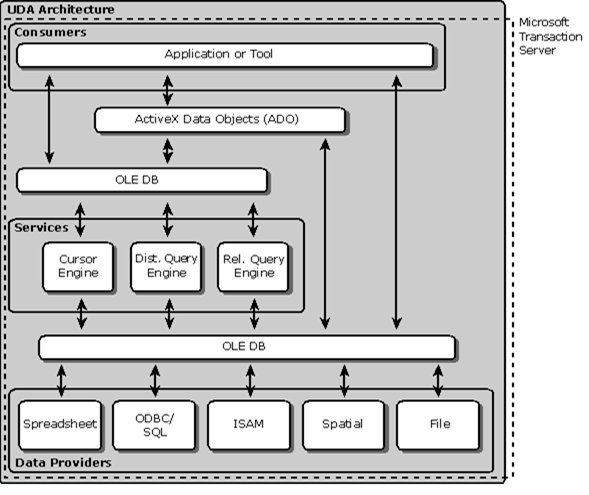 UDA Architecture
Microsoft
Transaction
Server
Consumers
Application or Tool
ActiveX Data Objects (ADO)
OLE DB
Services
Cursor
Engine
Dist. Query
Engine
Rel. Query
Engine
OLE DB
Spreadsheet
ODBC/
SQL
ISAM
Spatial
File
Data Providers